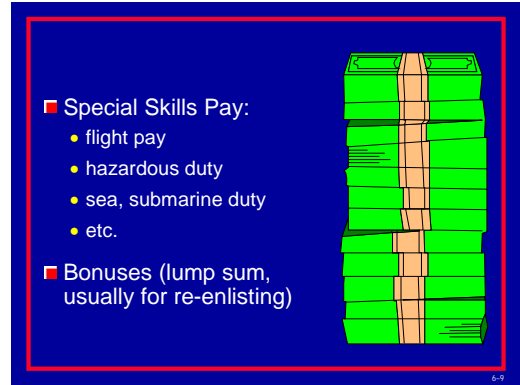 Special Skills Pay:
• flight pay
• hazardous duty
• sea, submarine duty
• etc.
Bonuses (lump sum,
usually for re-enlisting)
6-9